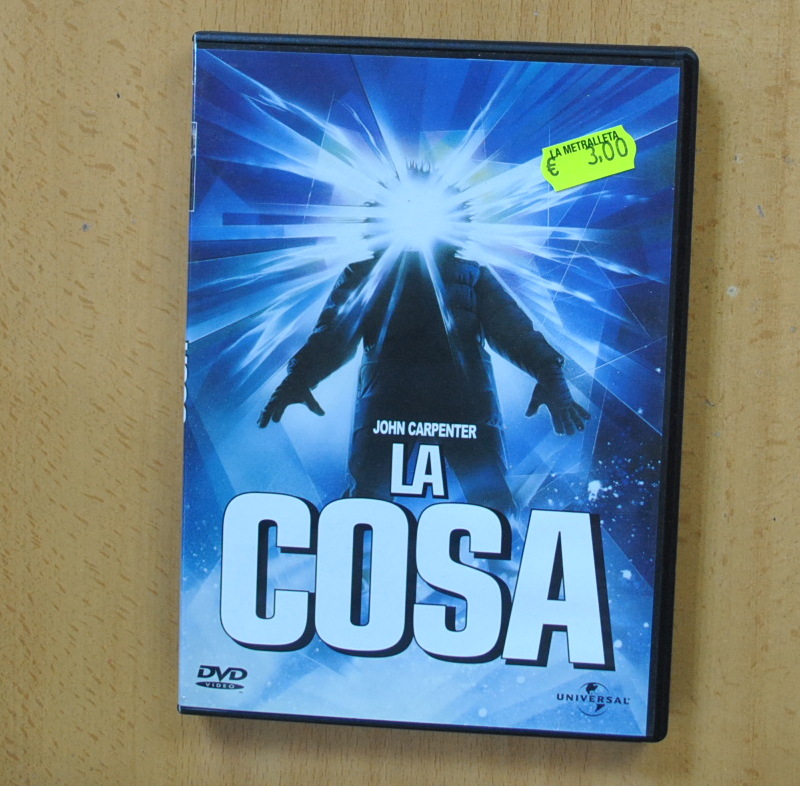 LA METRALLETA
€ 3,00
JOHN CARPENTER
LA
COSA
DVD
VIDEO
UNIVERSAL